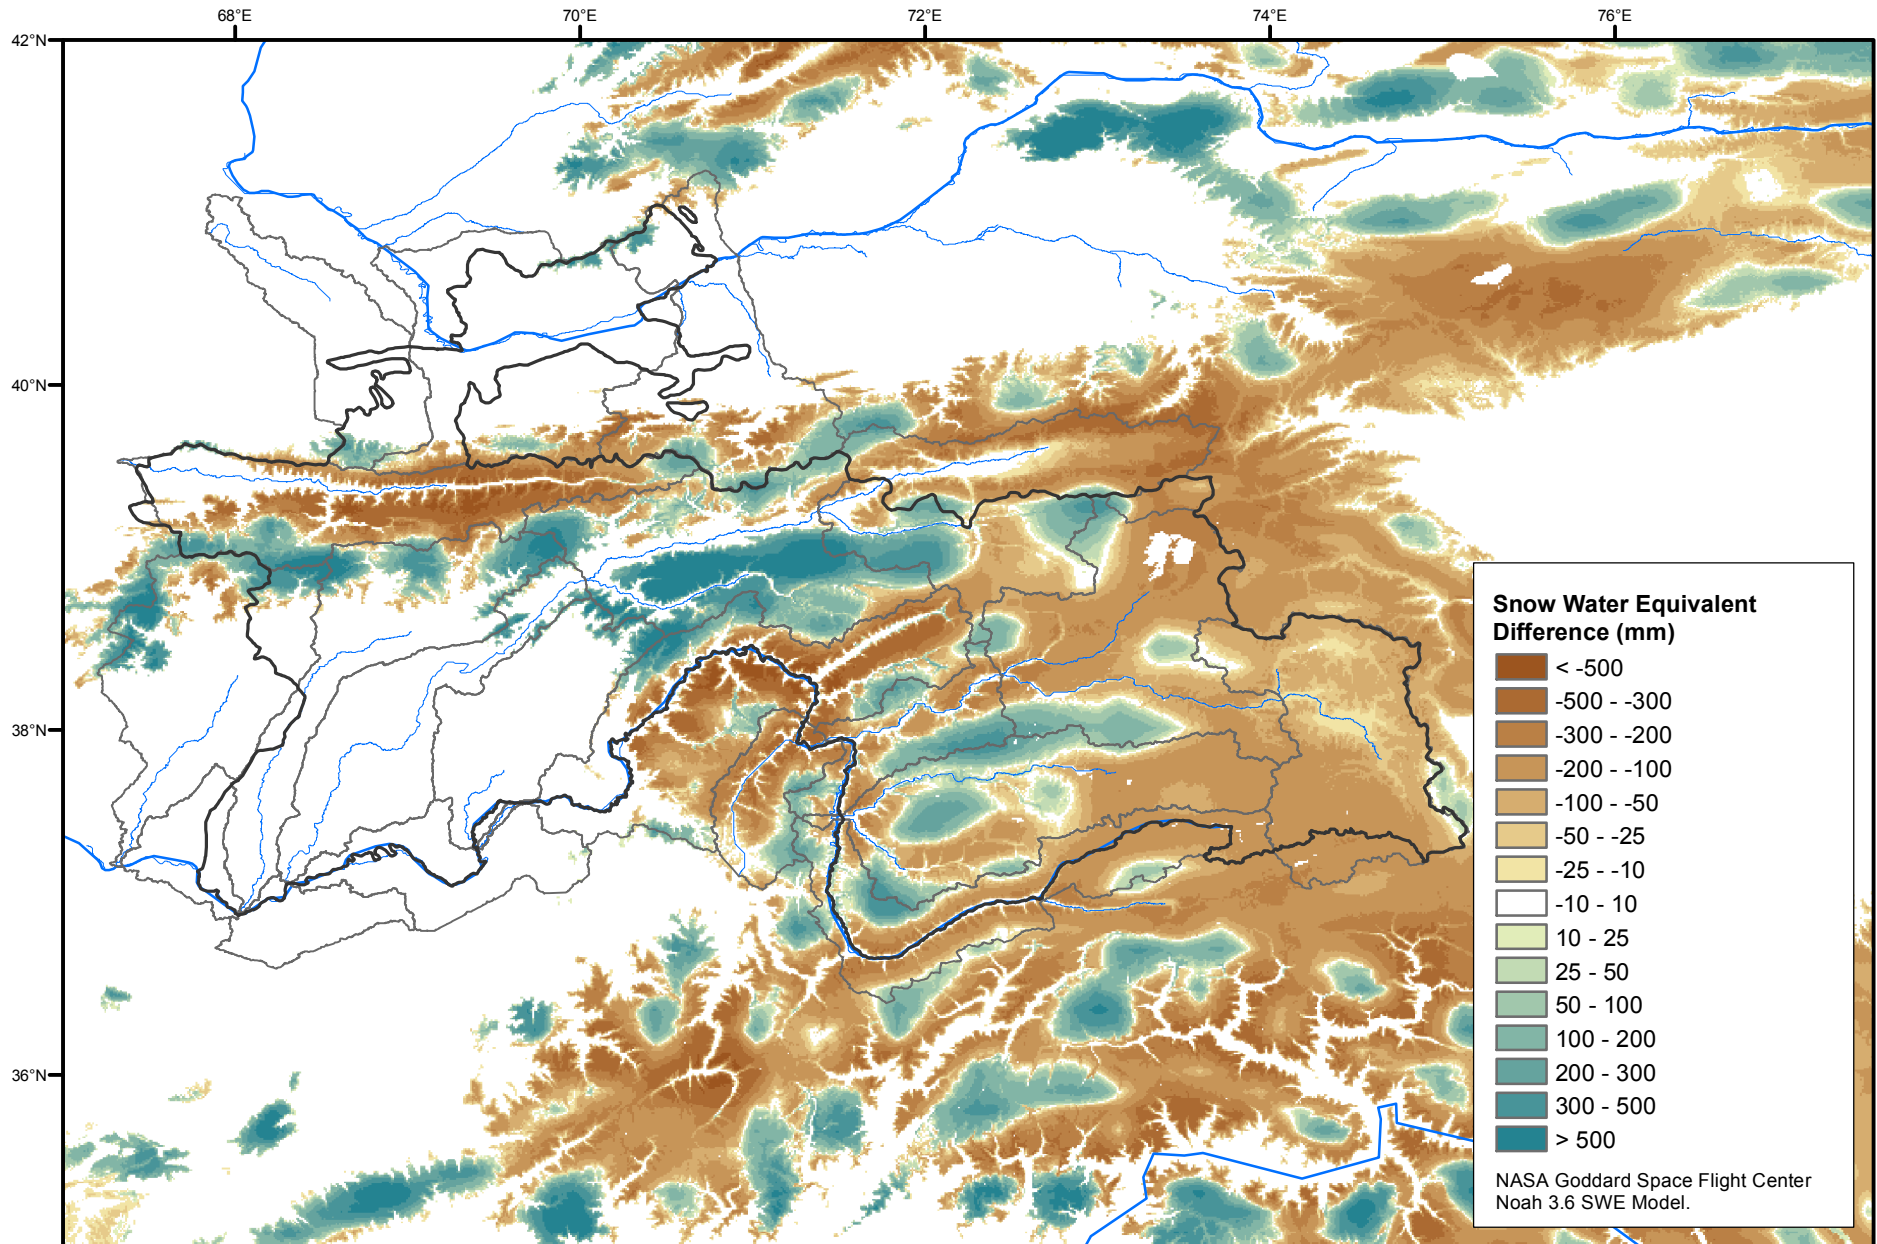 68°E
70°E
72°E
74°E
76°E
42°N
40°N
38°N
36°N
Snow Water Equivalent
Difference (mm)
< -500
-500 - -300
-300 - -200
-200 - -100
-100 - -50
-50 - -25
-25 - -10
-10 - 10
10 - 25
25 - 50
50 - 100
100 - 200
200 - 300
300 - 500
> 500
NASA Goddard Space Flight Center
Noah 3.6 SWE Model.